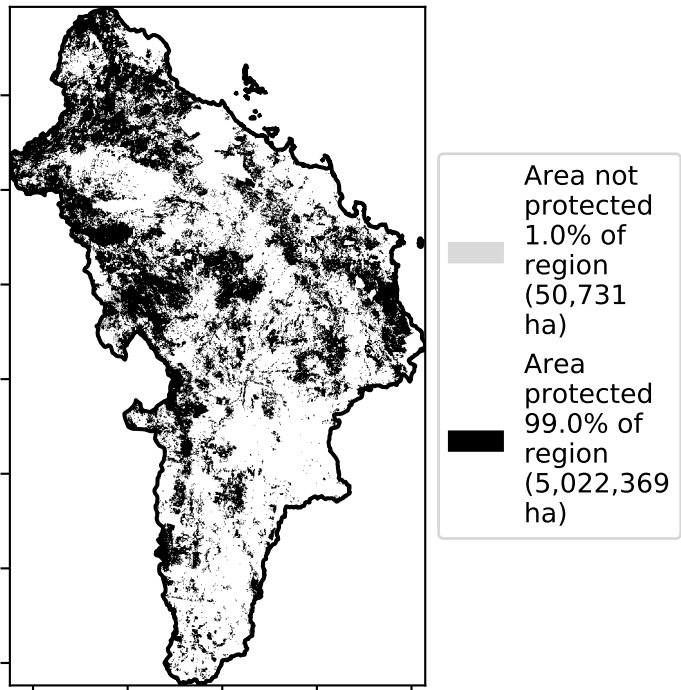 Area not
protected
1.0% of
region
(50,731
ha)
Area
protected
99.0% of
region
(5,022,369
ha)